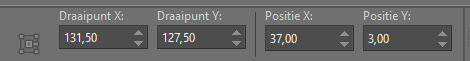 Draaipunt X: Draaipunt Y: Positie X: Positie Y:
131,50 127,50 37,00 3,00